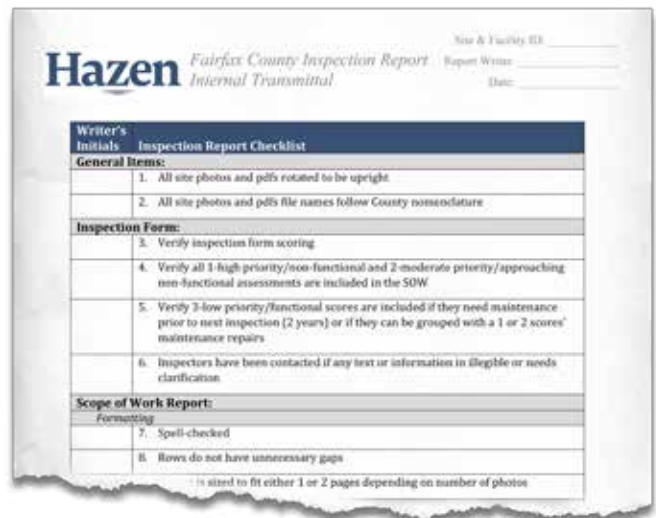 Site & Facility ID:
Hazen Fairfax County Inspection Report Report Writer:
Internal Transmittal Date:
Writer's
Initials Inspection Report Checklist
General Items:
1. All site photos and pdfs rotated to be upright
2. All site photos and pdfs file names follow County nomenclature
Inspection Form:
3. Verify inspection form scoring
4. Verify all 1-high priority/non-functional and 2-moderate priority/approaching
non-functional assessments are included in the SOW
5. Verify 3-low priority/functional scores are included if they need maintenance
prior to next inspection (2 years) or if they can be grouped with a 1 or 2 scores'
maintenance repairs
6. Inspectors have been contacted if any text or information in illegible or needs
clarification
Scope of Work Report:
Formatting
7. Spell-checked
8. Rows do not have unnecessary gaps
is sized to fit either 1 or 2 pages depending on number of photos